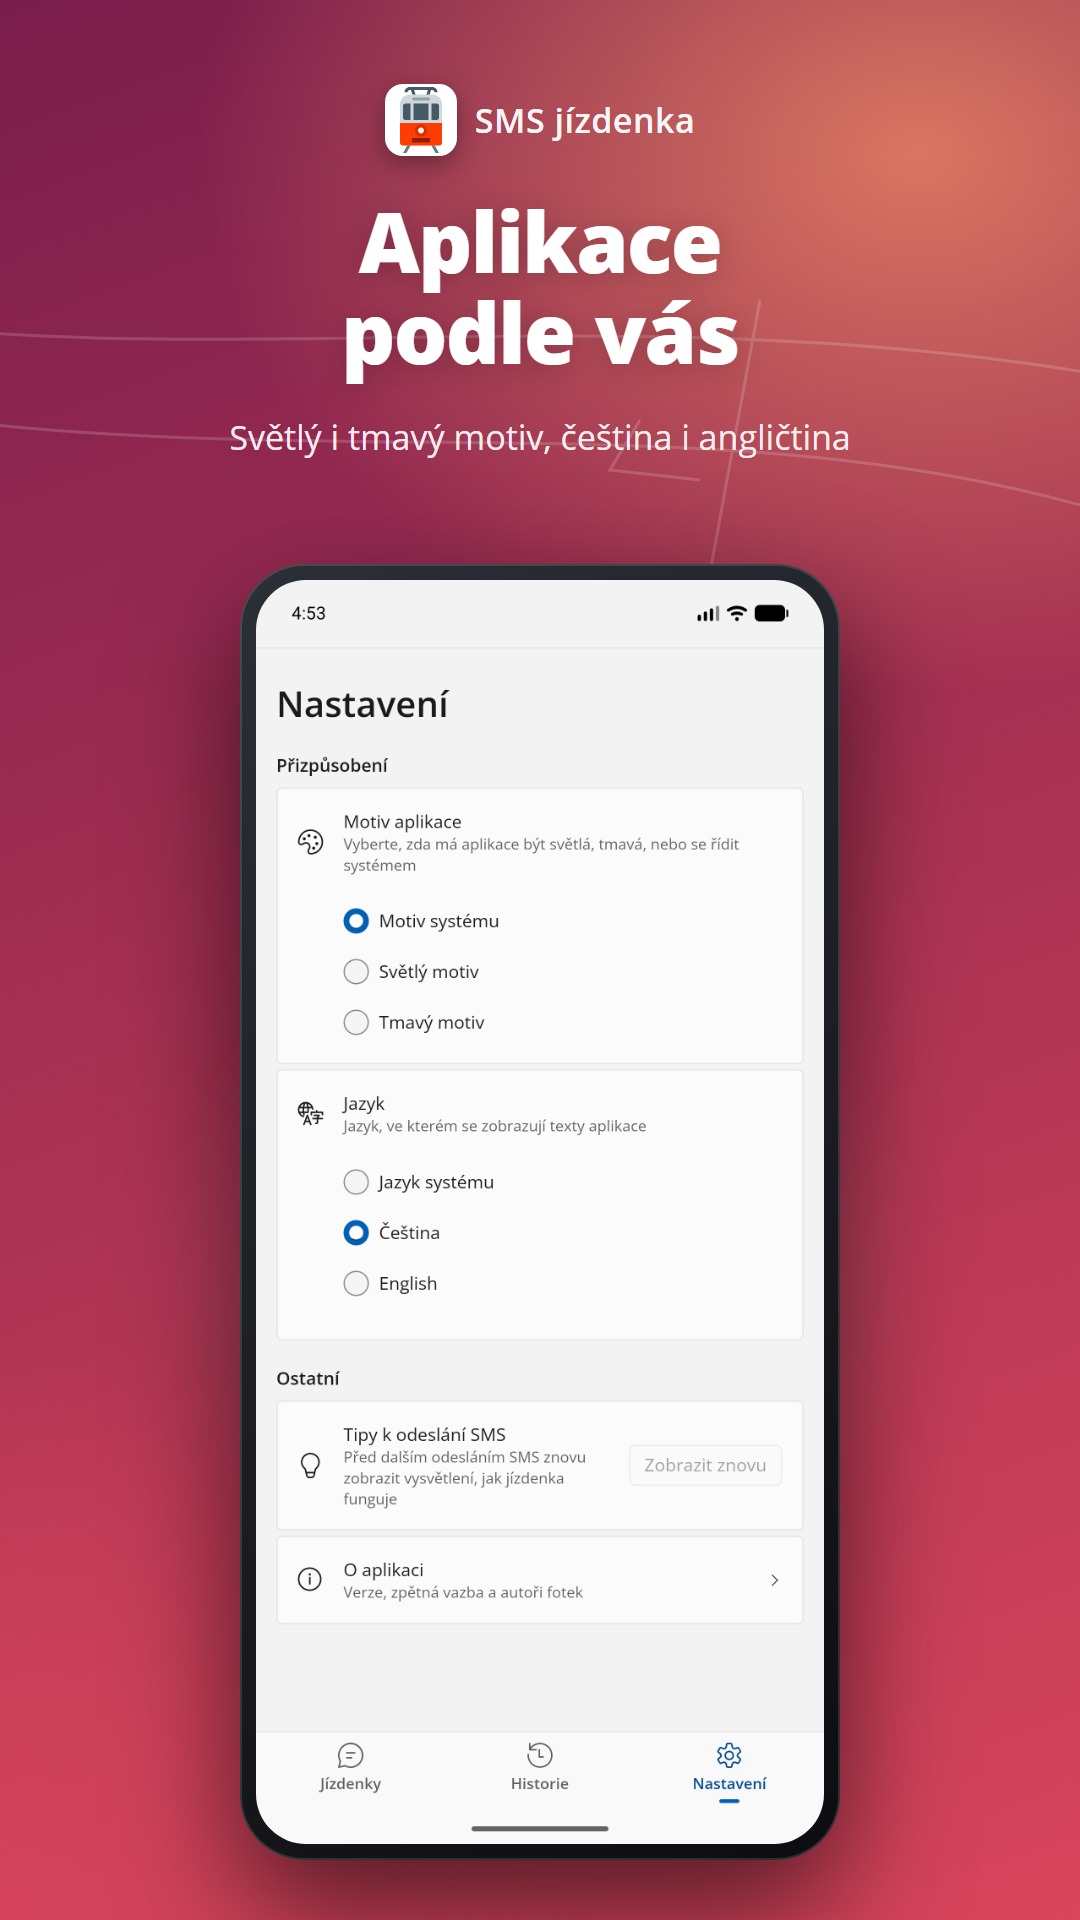 SMS jízdenka
Aplikace
podle vás
Světlý i tmavý motiv, čeština i angličtina
4:53
Nastavení
Přizpůsobení
Motiv aplikace
Vyberte, zda má aplikace být světlá, tmavá, nebo se řídit
systémem
Motiv systému
Světlý motiv
Tmavý motiv
Jazyk
Jazyk, ve kterém se zobrazují texty aplikace
Jazyk systému
Čeština
English
Ostatní
Tipy k odeslání SMS
Před dalším odesláním SMS znovu
zobrazit vysvětlení, jak jízdenka
funguje
Zobrazit znovu
O aplikaci
Verze, zpětná vazba a autoři fotek
Jízdenky
Historie
Nastavení